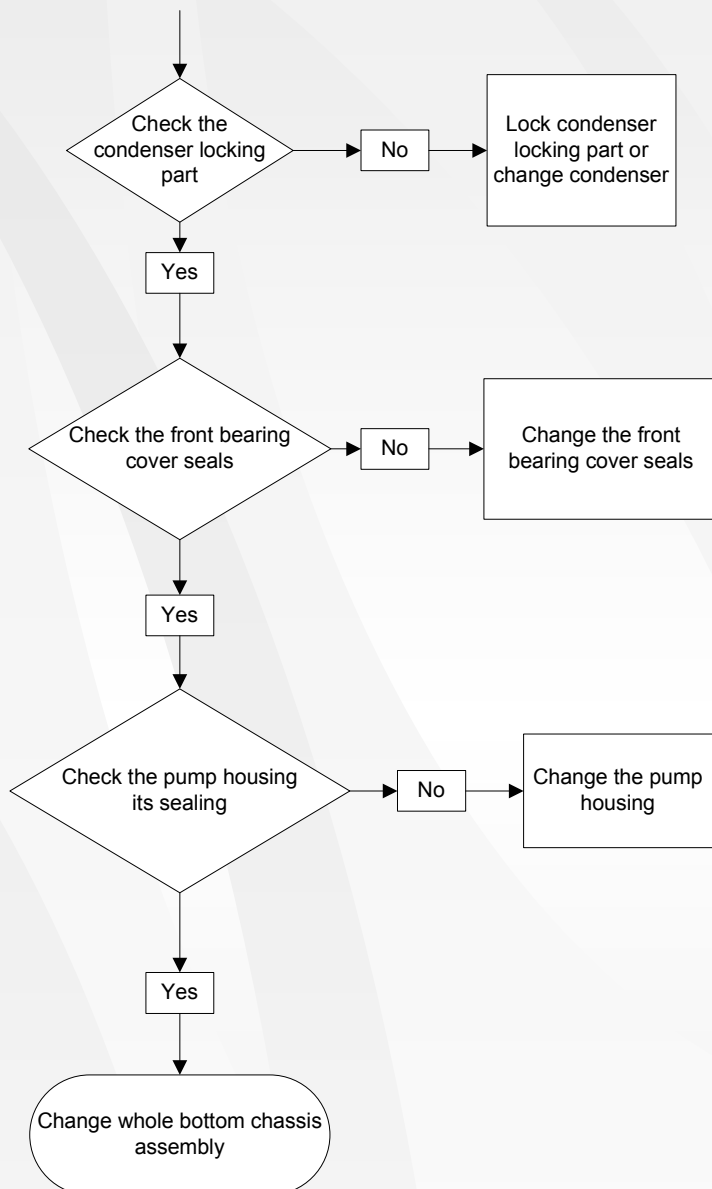 Check the
condenser locking
part
No
Lock condenser
locking part or
change condenser
Yes
Check the front bearing
cover seals
No
Change the front
bearing cover seals
Yes
Check the pump housing
its sealing
No
Change the pump
housing
Yes
Change whole bottom chassis
assembly